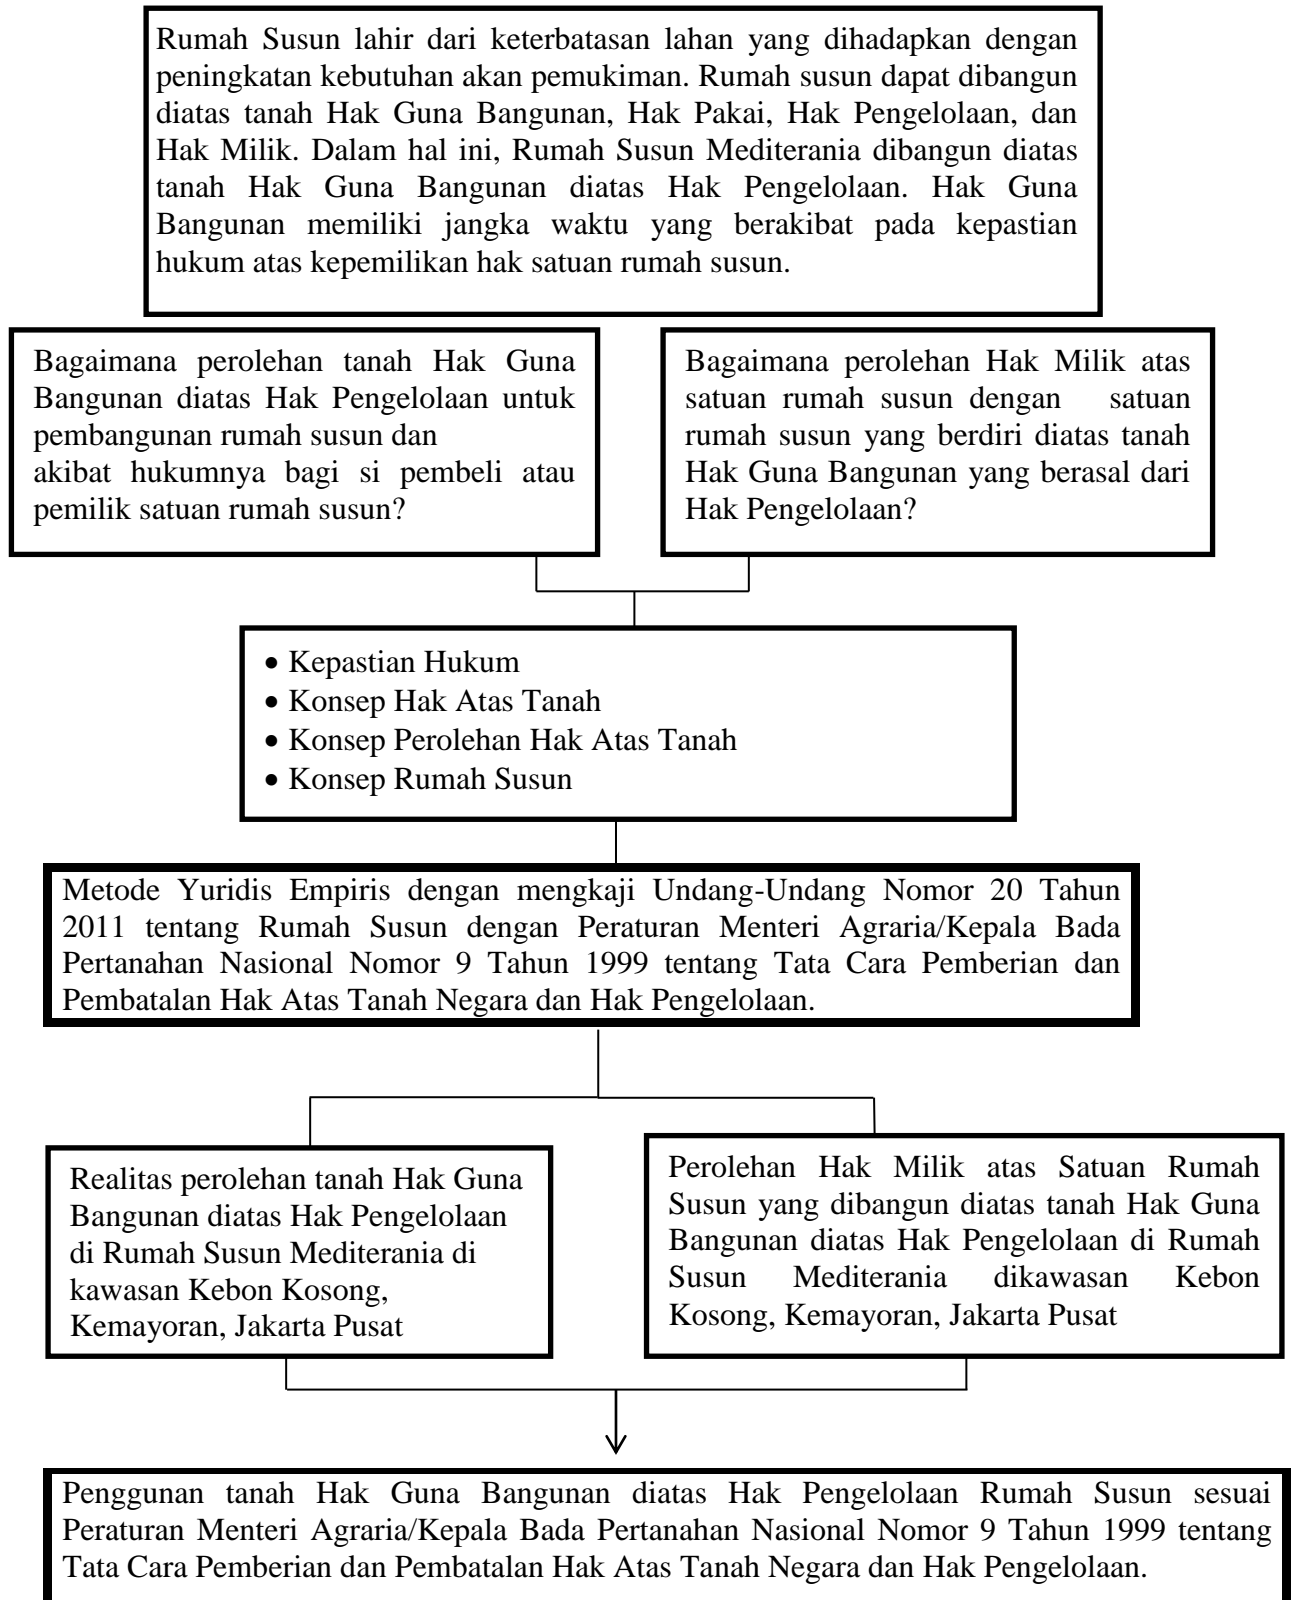 Rumah Susun lahir dari keterbatasan lahan yang dihadapkan dengan
peningkatan kebutuhan akan pemukiman. Rumah susun dapat dibangun
diatas tanah Hak Guna Bangunan, Hak Pakai, Hak Pengelolaan, dan
Hak Milik. Dalam hal ini, Rumah Susun Mediterania dibangun diatas
tanah Hak Guna Bangunan diatas Hak Pengelolaan. Hak Guna
Bangunan memiliki jangka waktu yang berakibat pada kepastian
hukum atas kepemilikan hak satuan rumah susun.
Bagaimana perolehan tanah Hak Guna
Bangunan diatas Hak Pengelolaan untuk
pembangunan rumah susun dan
akibat hukumnya bagi si pembeli atau
pemilik satuan rumah susun?
Bagaimana perolehan Hak Milik atas
satuan rumah susun dengan satuan
rumah susun yang berdiri diatas tanah
Hak Guna Bangunan yang berasal dari
Hak Pengelolaan?
• Kepastian Hukum
• Konsep Hak Atas Tanah
• Konsep Perolehan Hak Atas Tanah
• Konsep Rumah Susun
Metode Yuridis Empiris dengan mengkaji Undang-Undang Nomor 20 Tahun
2011 tentang Rumah Susun dengan Peraturan Menteri Agraria/Kepala Bada
Pertanahan Nasional Nomor 9 Tahun 1999 tentang Tata Cara Pemberian dan
Pembatalan Hak Atas Tanah Negara dan Hak Pengelolaan.
Realitas perolehan tanah Hak Guna
Bangunan diatas Hak Pengelolaan
di Rumah Susun Mediterania di
kawasan Kebon Kosong,
Kemayoran, Jakarta Pusat
Perolehan Hak Milik atas Satuan Rumah
Susun yang dibangun diatas tanah Hak Guna
Bangunan diatas Hak Pengelolaan di Rumah
Susun Mediterania dikawasan Kebon
Kosong, Kemayoran, Jakarta Pusat
Penggunan tanah Hak Guna Bangunan diatas Hak Pengelolaan Rumah Susun sesuai
Peraturan Menteri Agraria/Kepala Bada Pertanahan Nasional Nomor 9 Tahun 1999 tentang
Tata Cara Pemberian dan Pembatalan Hak Atas Tanah Negara dan Hak Pengelolaan.